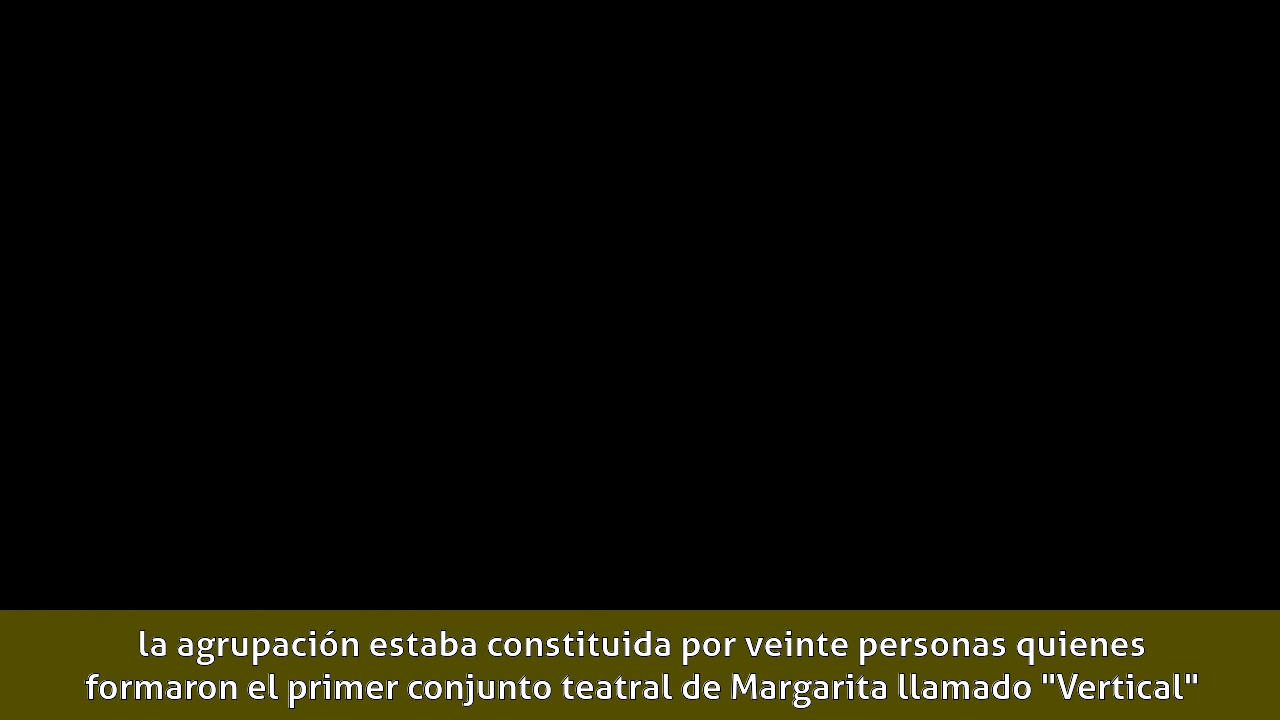 la agrupación estaba constituida por veinte personas quienes
formaron el primer conjunto teatral de Margarita llamado "Vertical"